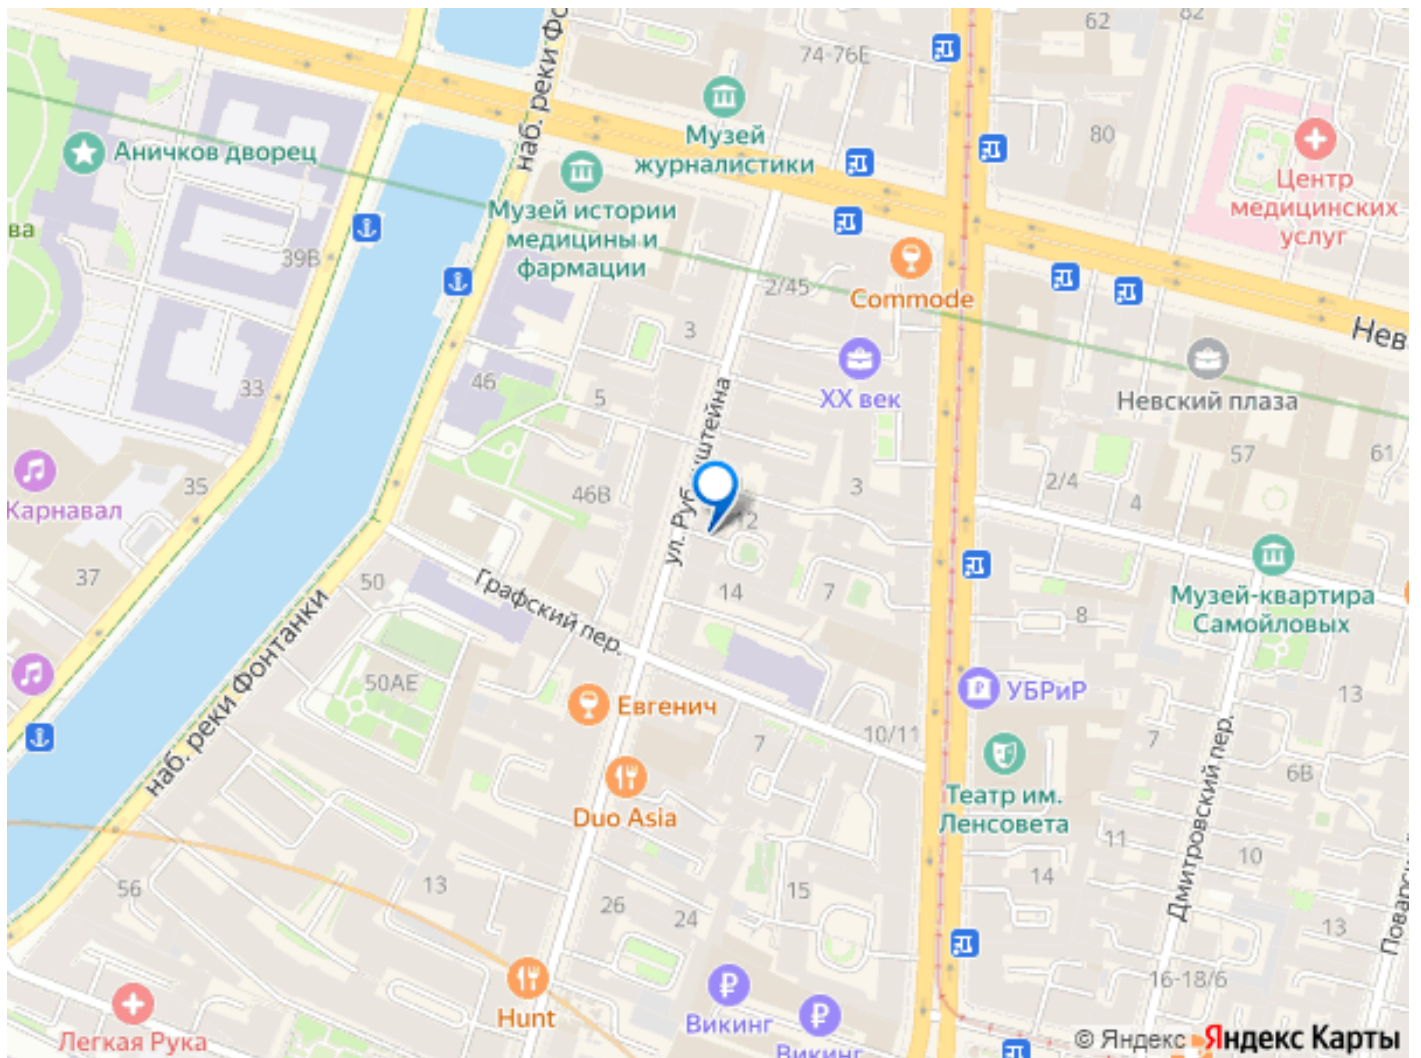 62
82
74-76Е
наб. реки Фо
Музей
журналистики
80
Аничков дворец
Центр
медицинских
услуг
Музей истории
медицины и
фармации
ва
39В
2/45
Commode
3
Нев
XX век
Невский плаза
33
46
5
ул. Руб
нштейна
57
61
35
Карнавал
46В
3
2/4
4
12
37
50
Графский пер.
14
7
8
Музей-квартира
Самойловых
наб. реки Фонтанки
50АЕ
Евгенич
УБРиР
13
10/11
7
7
6В
Duo Asia
Театр им.
Ленсовета
Дмитровский пер.
11
10
56
13
15
14
26
24
13
Поварск
16-18/6
Hunt
Викинг
Легкая Рука
Викинг
© Яндекс Яндекс Карты